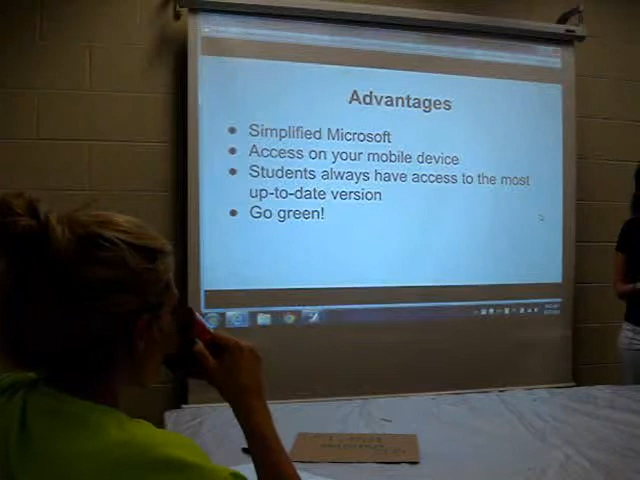 Advantages
● Simplified Microsoft
● Access on your mobile device
● Students always have access to the most
up-to-date version
● Go green!